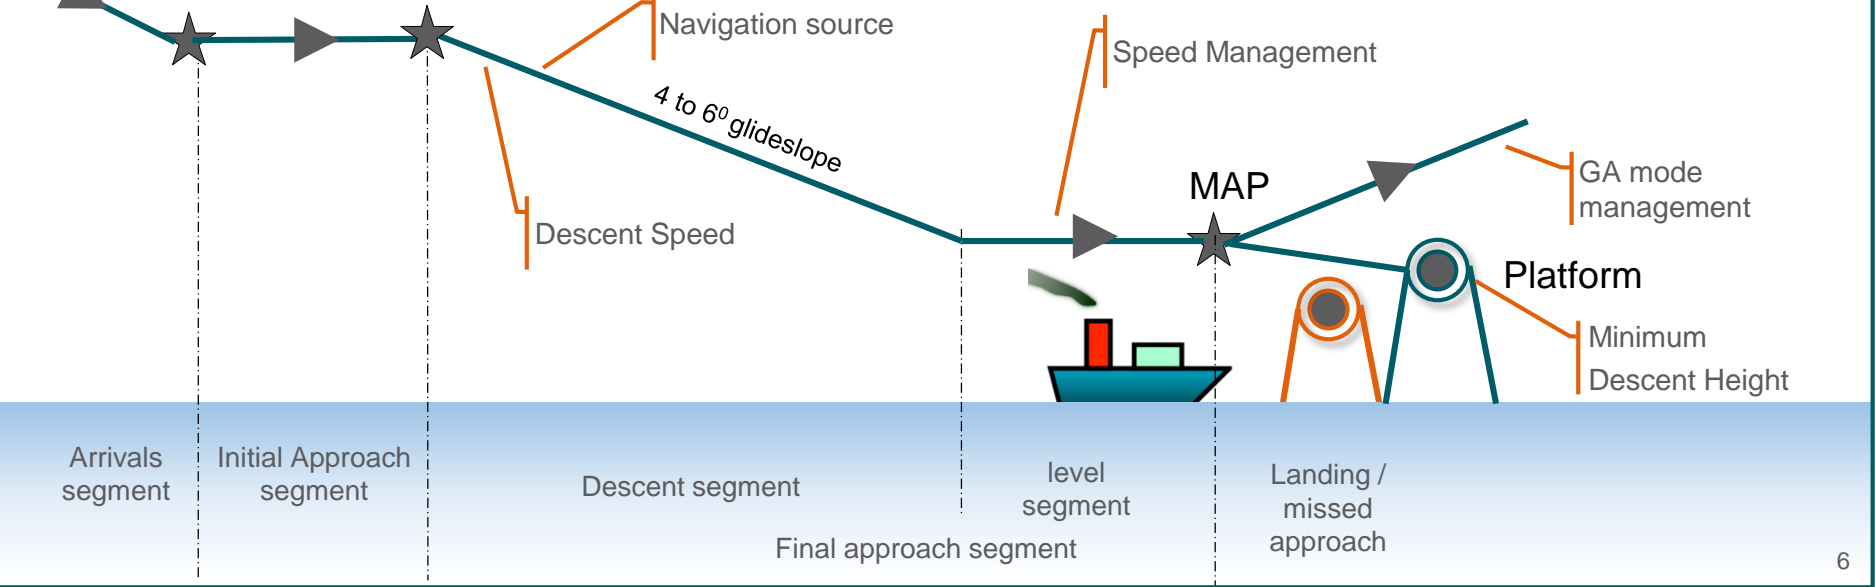 Navigation source
Speed Management
4 to 6⁰ glideslope
MAP
GA mode
management
Descent Speed
Platform
Minimum
Descent Height
Arrivals
segment
Initial Approach
segment
Descent segment
level
segment
Landing /
missed
approach
Final approach segment
6